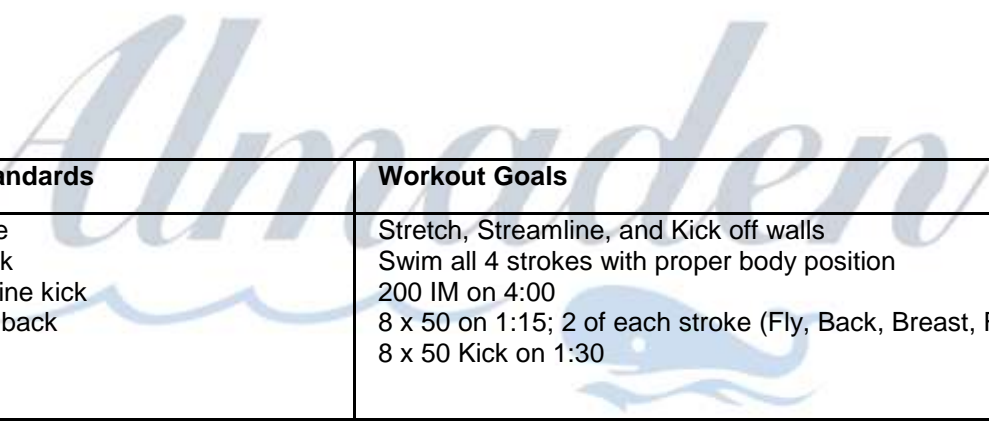 Almaden
andards
Workout Goals
e
k
ine kick
back
Stretch, Streamline, and Kick off walls
Swim all 4 strokes with proper body position
200 IM on 4:00
8 x 50 on 1:15; 2 of each stroke (Fly, Back, Breast,
8 x 50 Kick on 1:30